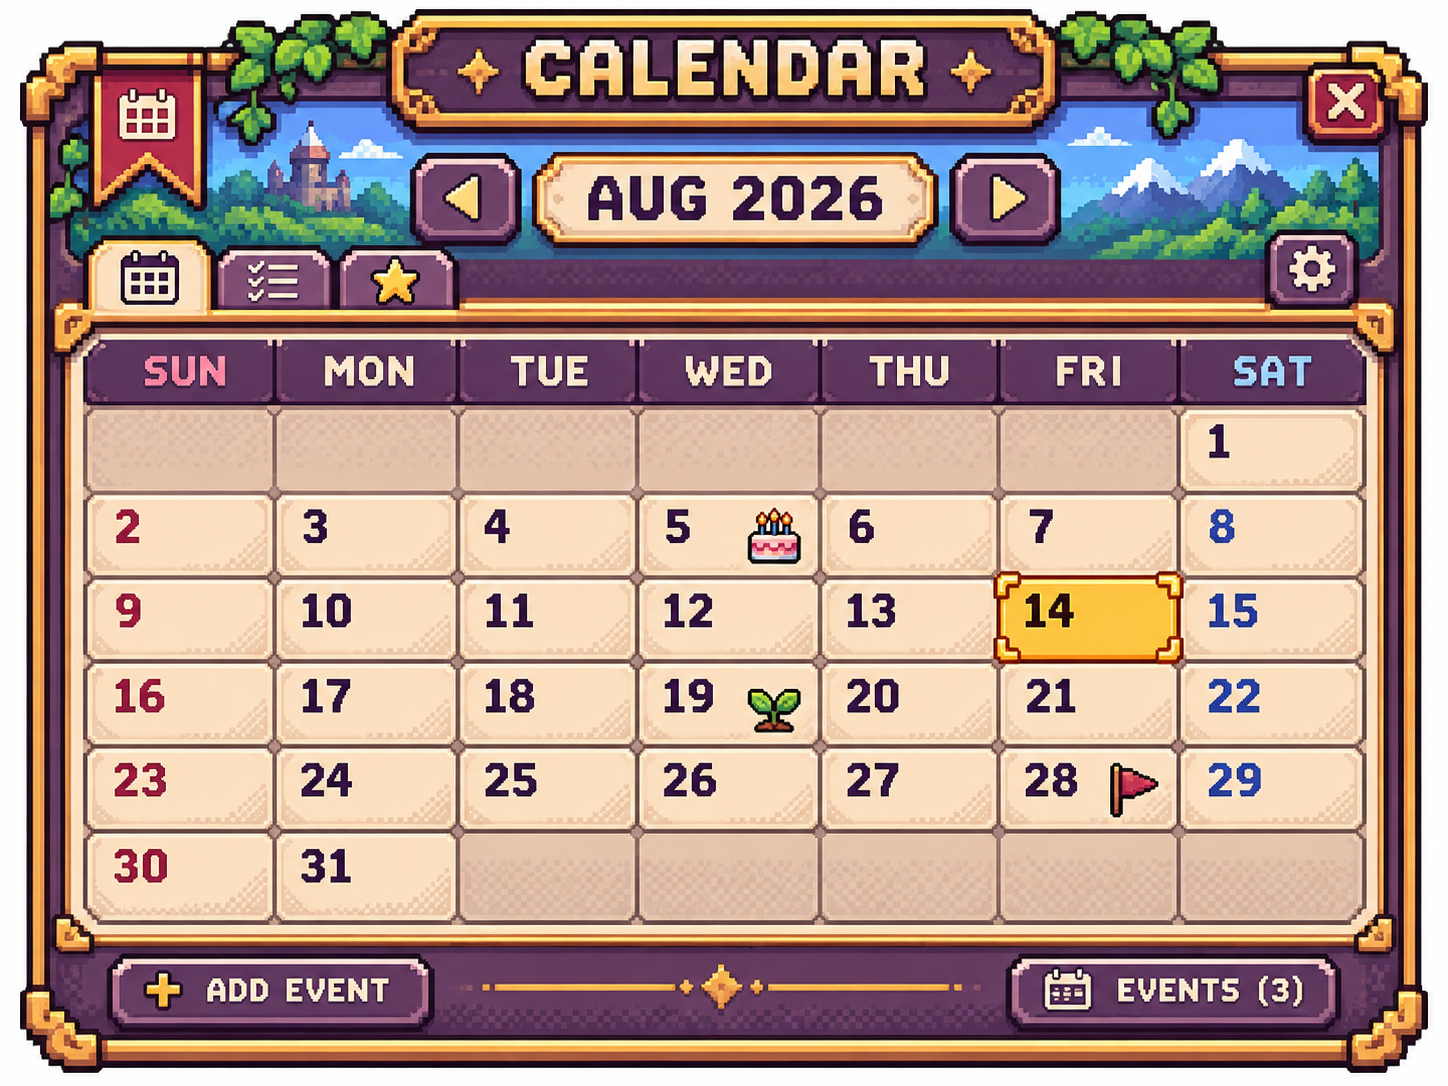 CALENDAR
AUG 2026
SUN MON TUE WED THU FRI SAT
1
2 3 4 5 6 7 8
9 10 11 12 13 14 15
16 17 18 19 20 21 22
23 24 25 26 27 28 29
30 31
ADD EVENT EVENTS (3)